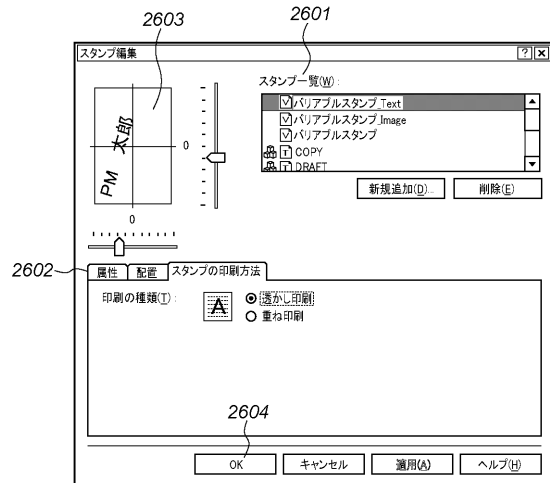 2603
2601
スタンプ編集
? ×
スタンプ一覧(W) :
バリアブルスタンプ_Text
バリアブルスタンプ_Image
バリアブルスタンプ
T COPY
T DRAFT
新規追加(D)...
削除(E)
PM 太郎
0
0
2602
属性
配置
スタンプの印刷方法
印刷の種類(T) :
A
透かし印刷
重ね印刷
2604
OK
キャンセル
適用(A)
ヘルプ(H)